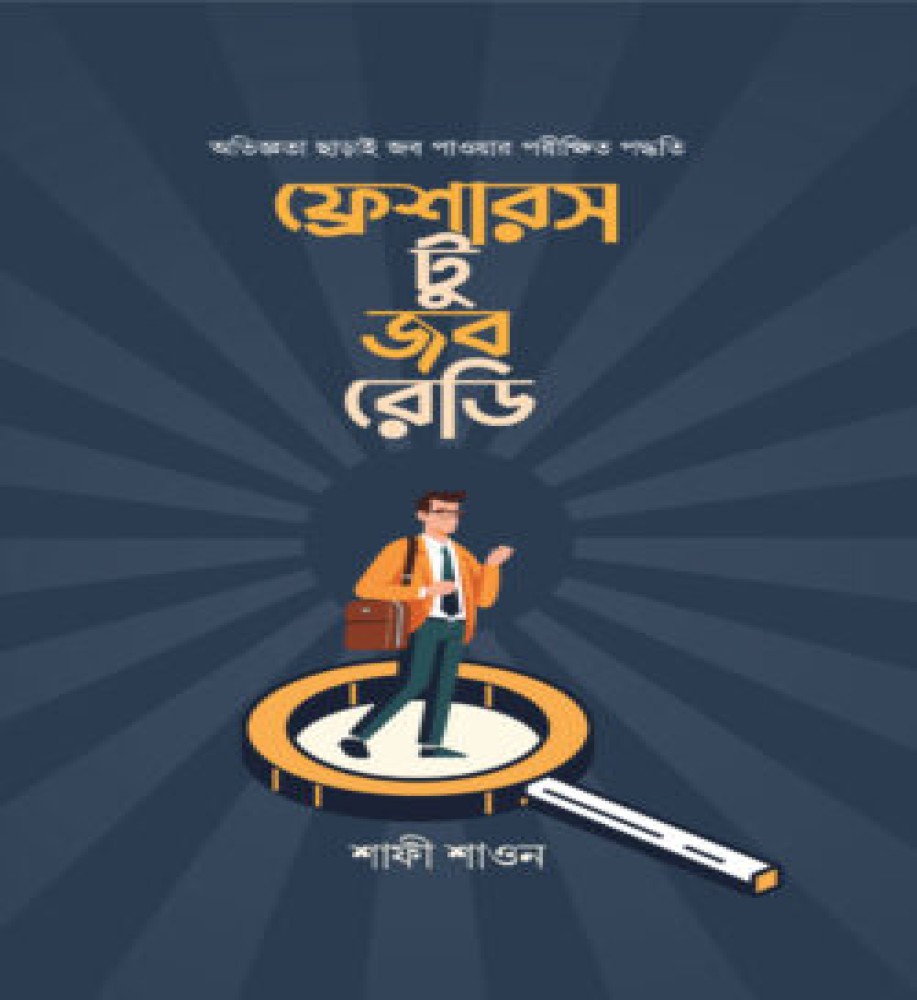 অভিজ্ঞতা ছাড়াই জব পাওয়ার পরীক্ষিত পদ্ধতি
ফ্রেশারস
টু
জব
রেডি
শাফী শাওন